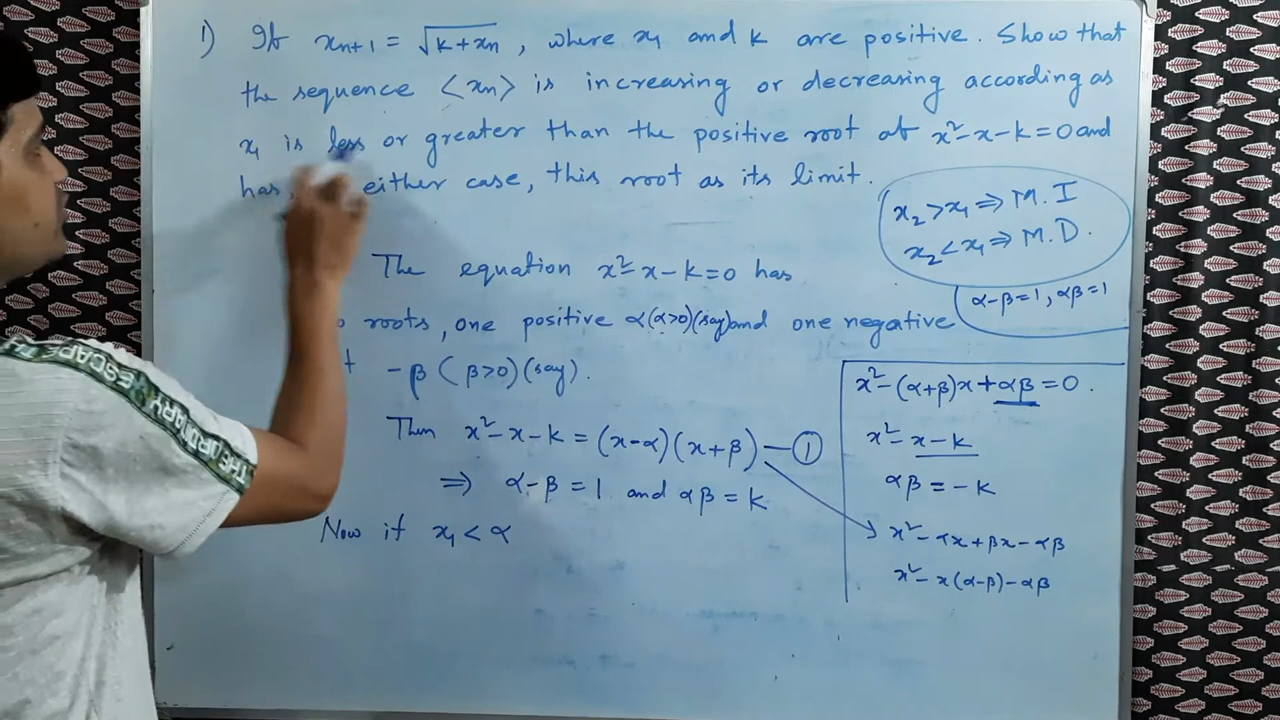 1) If xₙ₊₁ = √(k+xₙ), where x₁ and k are positive. Show that
the sequence <xₙ> is increasing or decreasing according as
x₁ is less or greater than the positive root at x²-x-k=0 and
has either case, this root as its limit.
x₂>x₁ ⇒ M.I
x₂<x₁ ⇒ M.D.
α-β=1, αβ=1
The equation x²-x-k=0 has
roots, one positive α(α>0)(say) and one negative
-β (β>0)(say).
Then x²-x-k = (x-α)(x+β) —①
⇒ α-β=1 and αβ=k
Now if x₁<α
x²-(α+β)x+αβ=0.
x²-x-k
αβ=-k
x²-αx+βx-αβ
x²-x(α-β)-αβ
ESCAPE
THE ORDINARY